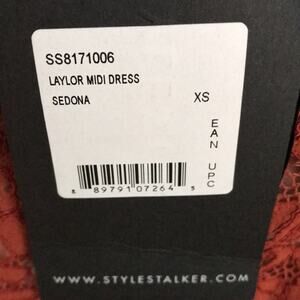 SS8171006
LAYLOR MIDI DRESS
SEDONA XS
EAN
UPC
8 89791 07264 5
WWW.STYLESTALKER.COM